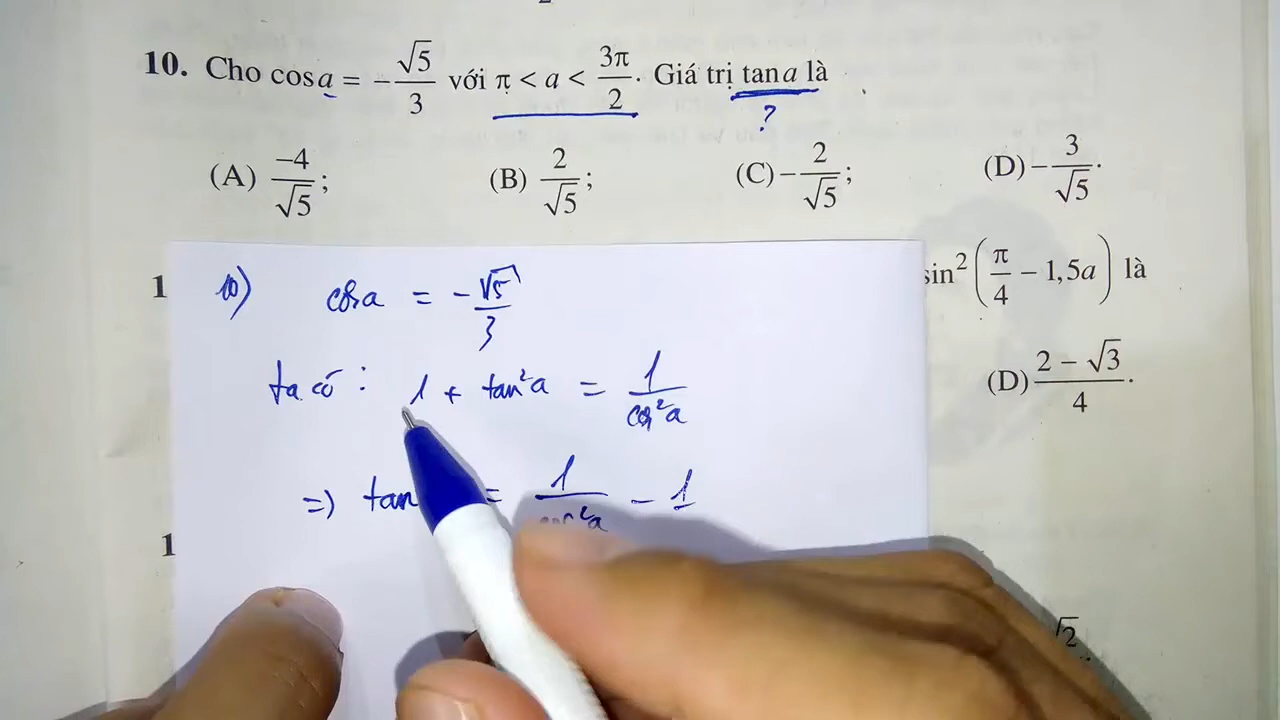 10. Cho cos a = −√5/3 với π < a < 3π/2. Giá trị tan a là
?
(A) −4/√5; (B) 2/√5; (C) −2/√5; (D) −3/√5.
1 sin²(π/4 − 1,5a) là
10) cos a = −√5/3
ta có: 1 + tan²a = 1/cos²a
(D) (2 − √3)/4.
=> tan = 1/cos²a − 1
1
√2